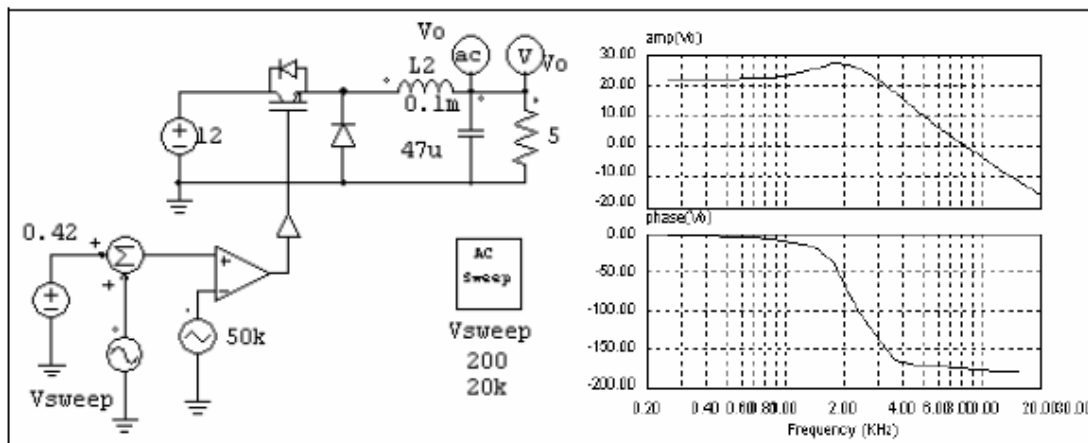 Vo
ac
V
Vo
L2
0.1m
12
47u
5
0.42
+
Σ
+
+
−
50k
Vsweep
AC
Sweep
Vsweep
200
20k
amp(Vo)
30.00
20.00
10.00
0.00
-10.00
-20.00
phase(Vo)
0.00
-50.00
-100.00
-150.00
-200.00
0.20 0.40 2.00 4.00 20.00
Frequency (KHz)